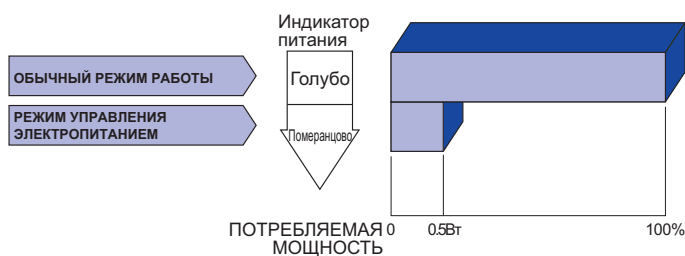 Индикатор
питания
ОБЫЧНЫЙ РЕЖИМ РАБОТЫ
Голубо
РЕЖИМ УПРАВЛЕНИЯ
ЭЛЕКТРОПИТАНИЕМ
Померанцово
ПОТРЕБЛЯЕМАЯ
МОЩНОСТЬ
0
0.5Вт
100%